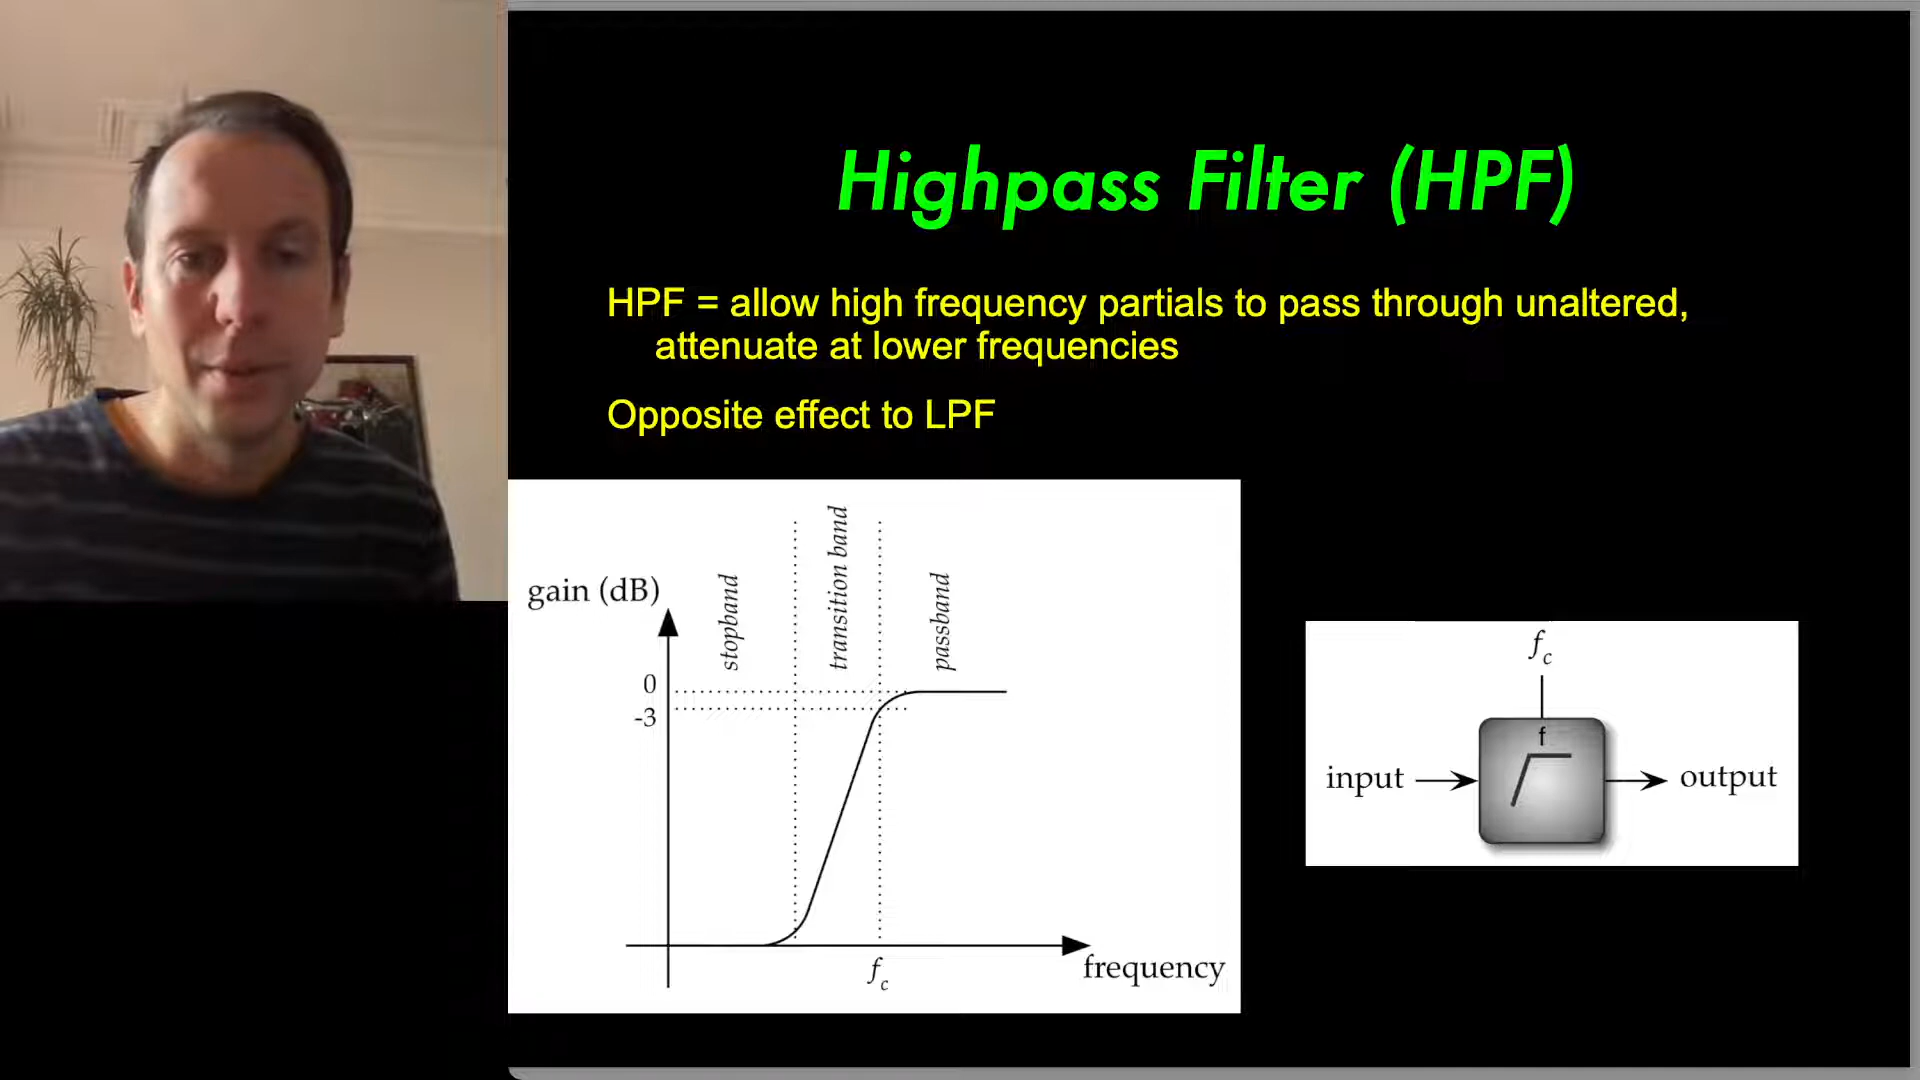 Highpass Filter (HPF)
HPF = allow high frequency partials to pass through unaltered,
attenuate at lower frequencies
Opposite effect to LPF
gain (dB)
stopband
transition band
passband
0
-3
fc
frequency
fc
f
input
output